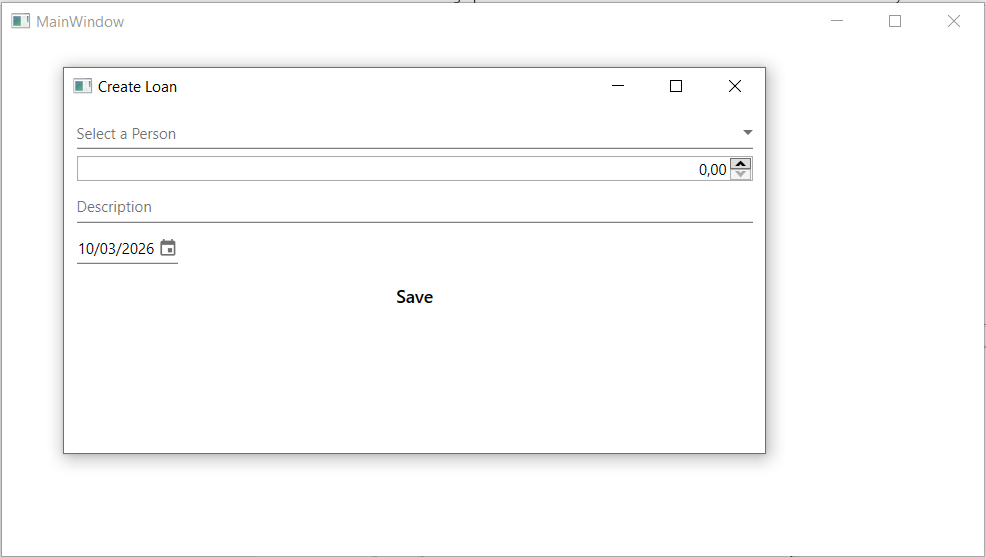 MainWindow
Create Loan
Select a Person
0,00
Description
10/03/2026
Save